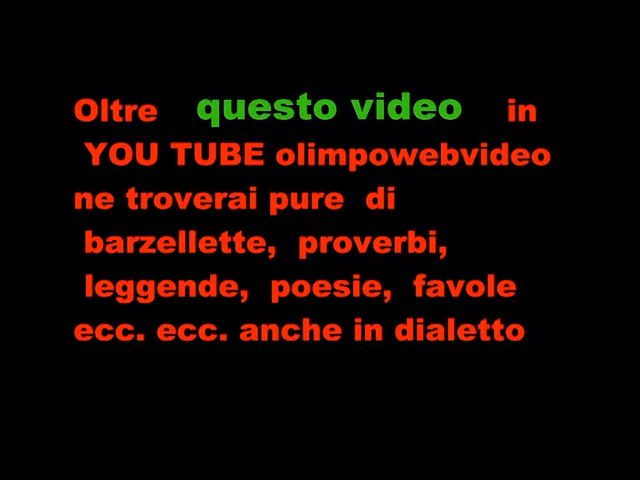 Oltre questo video in
YOU TUBE olimpowebvideo
ne troverai pure di
barzellette, proverbi,
leggende, poesie, favole
ecc. ecc. anche in dialetto